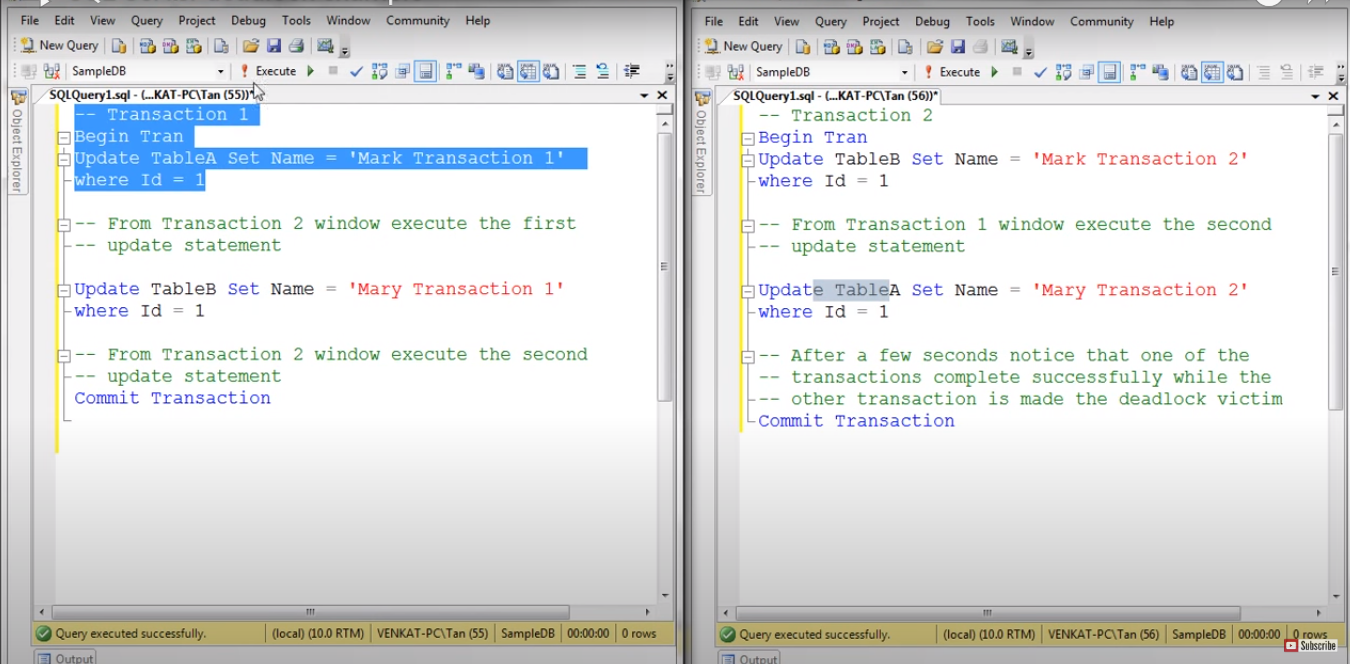 File Edit View Query Project Debug Tools Window Community Help
New Query
SampleDB Execute
SQLQuery1.sql - (...KAT-PC\Tan (55))*
Object Explorer
-- Transaction 1
Begin Tran
Update TableA Set Name = 'Mark Transaction 1'
where Id = 1
-- From Transaction 2 window execute the first
-- update statement
Update TableB Set Name = 'Mary Transaction 1'
where Id = 1
-- From Transaction 2 window execute the second
-- update statement
Commit Transaction
Query executed successfully. (local) (10.0 RTM) VENKAT-PC\Tan (55) SampleDB 00:00:00 0 rows
Output
File Edit View Query Project Debug Tools Window Community Help
New Query
SampleDB Execute
SQLQuery1.sql - (...KAT-PC\Tan (56))*
Object Explorer
-- Transaction 2
Begin Tran
Update TableB Set Name = 'Mark Transaction 2'
where Id = 1
-- From Transaction 1 window execute the second
-- update statement
Update TableA Set Name = 'Mary Transaction 2'
where Id = 1
-- After a few seconds notice that one of the
-- transactions complete successfully while the
-- other transaction is made the deadlock victim
Commit Transaction
Query executed successfully. (local) (10.0 RTM) VENKAT-PC\Tan (56) SampleDB 00:00:00 0 rows
Subscribe
Output